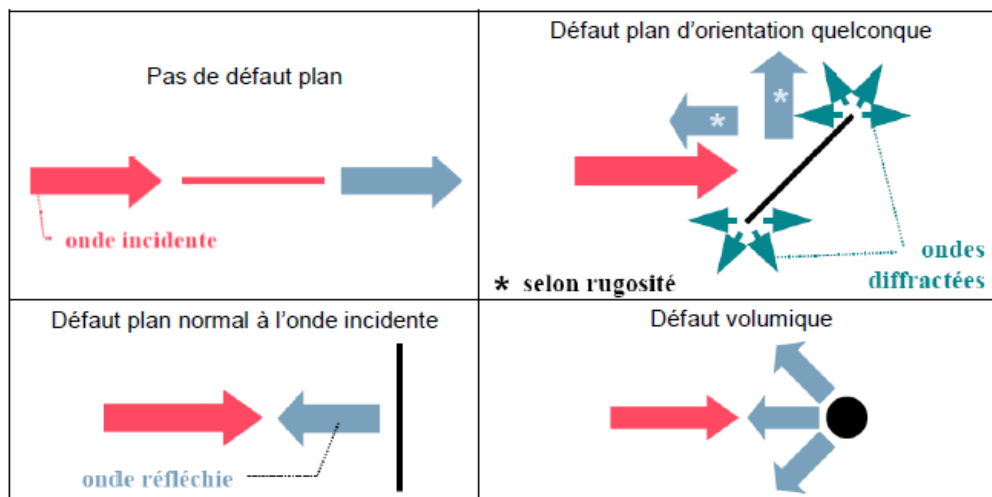 Pas de défaut plan
onde incidente
Défaut plan d'orientation quelconque
*
*
ondes
diffractées
* selon rugosité
Défaut plan normal à l'onde incidente
onde réfléchie
Défaut volumique